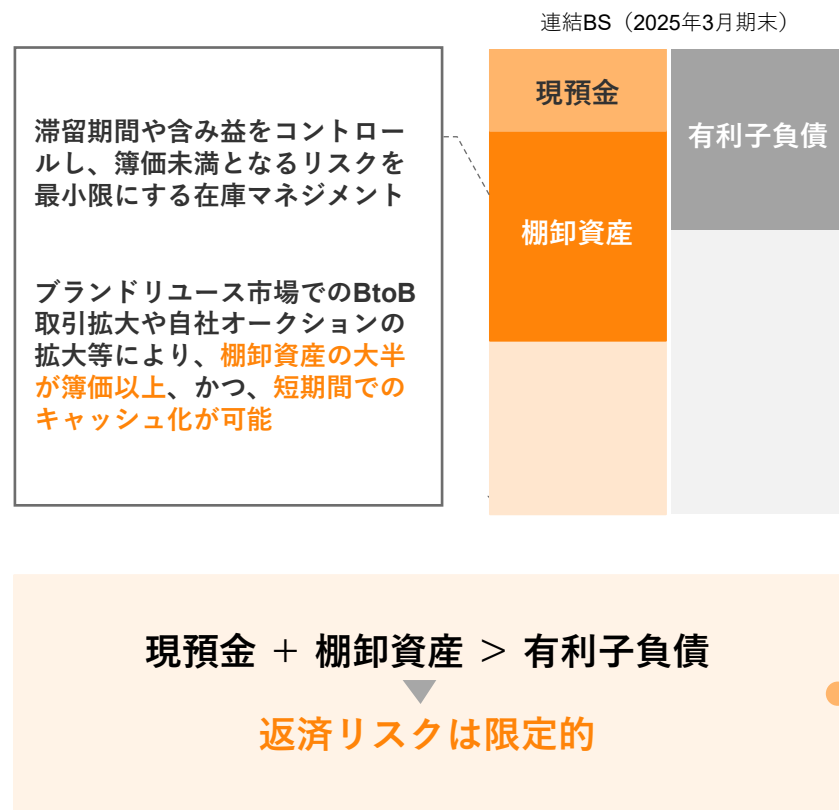 連結BS（2025年3月期末）
滞留期間や含み益をコントロー
ルし、簿価未満となるリスクを
最小限にする在庫マネジメント
ブランドリユース市場でのBtoB
取引拡大や自社オークションの
拡大等により、棚卸資産の大半
が簿価以上、かつ、短期間での
キャッシュ化が可能
現預金
棚卸資産
有利子負債
現預金 ＋ 棚卸資産 ＞ 有利子負債
返済リスクは限定的